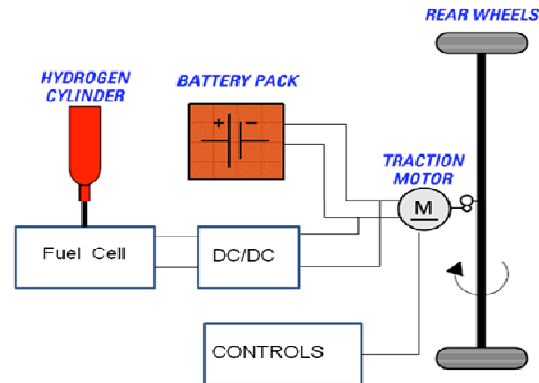 REAR WHEELS
HYDROGEN
CYLINDER
BATTERY PACK
+ −
TRACTION
MOTOR
M
Fuel Cell
DC/DC
CONTROLS